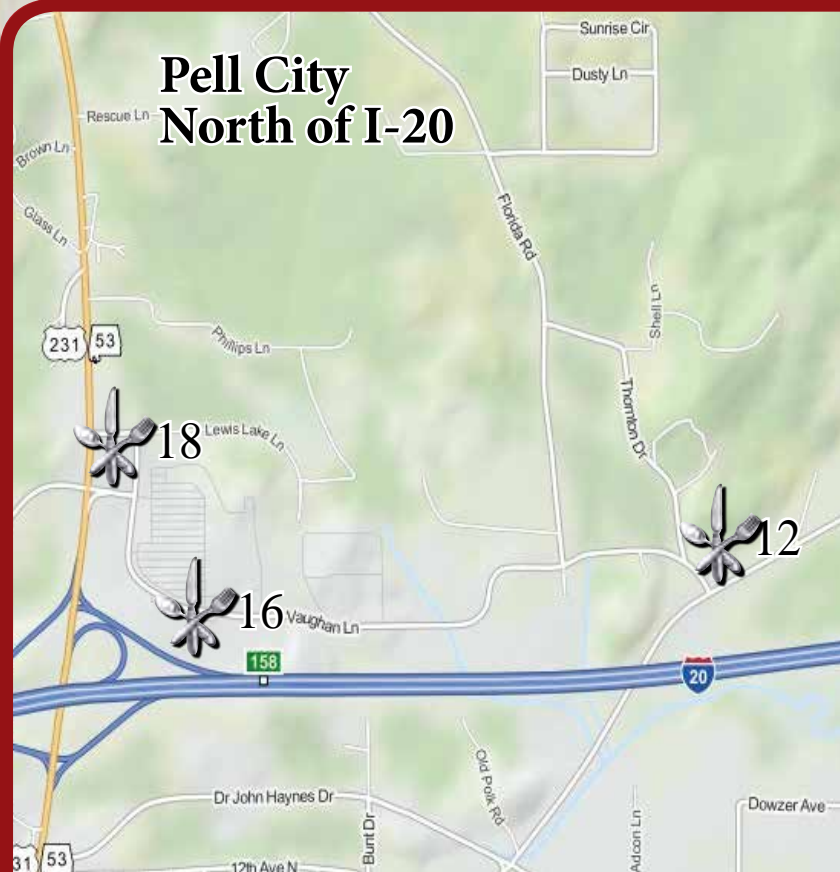 Pell City
North of I-20
Sunrise Cir
Dusty Ln
Rescue Ln
Brown Ln
Glass Ln
Florida Rd
231
53
Phillips Ln
Shell Ln
Thornton Dr
18
Lewis Lake Ln
12
16
Vaughan Ln
158
20
Dr John Haynes Dr
Old Polk Rd
Bunt Dr
Adcon Ln
Dowzer Ave
31
53
12th Ave N